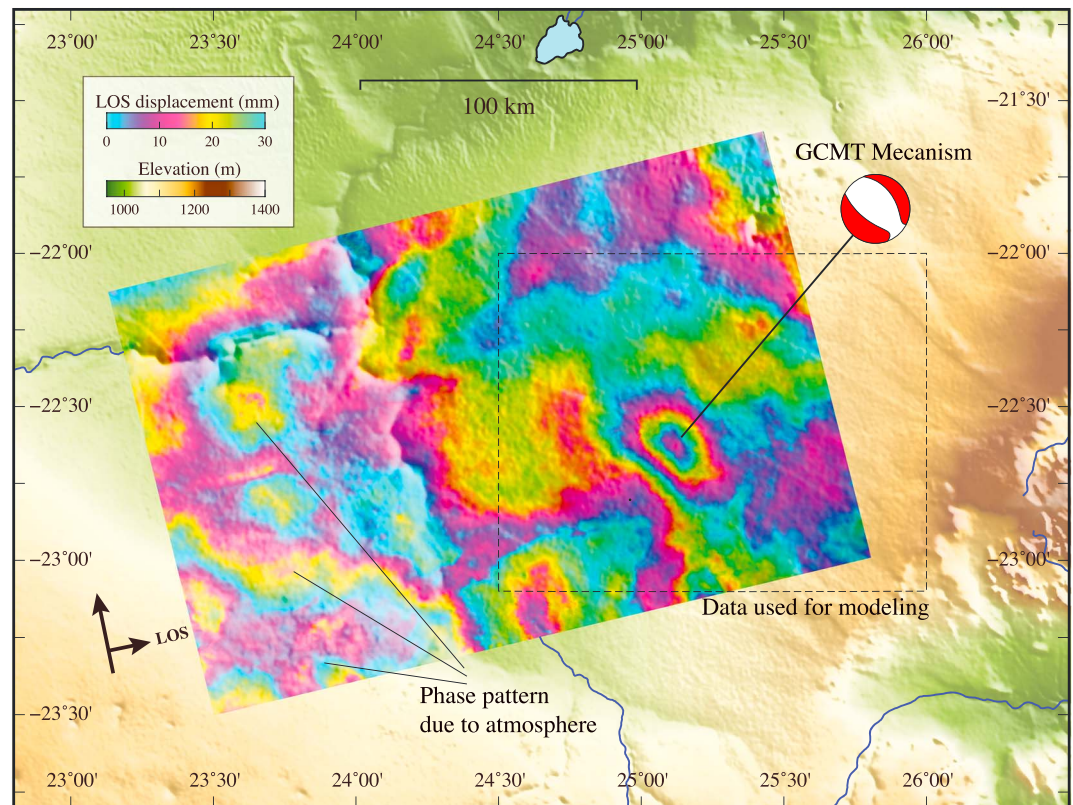 23°00' 23°30' 24°00' 24°30' 25°00' 25°30' 26°00'
LOS displacement (mm)
0 10 20 30
Elevation (m)
1000 1200 1400
100 km
−21°30'
GCMT Mecanism
−22°00' −22°00'
−22°30' −22°30'
−23°00' −23°00'
Data used for modeling
LOS
Phase pattern
due to atmosphere
−23°30' −23°30'
23°00' 23°30' 24°00' 24°30' 25°00' 25°30' 26°00'